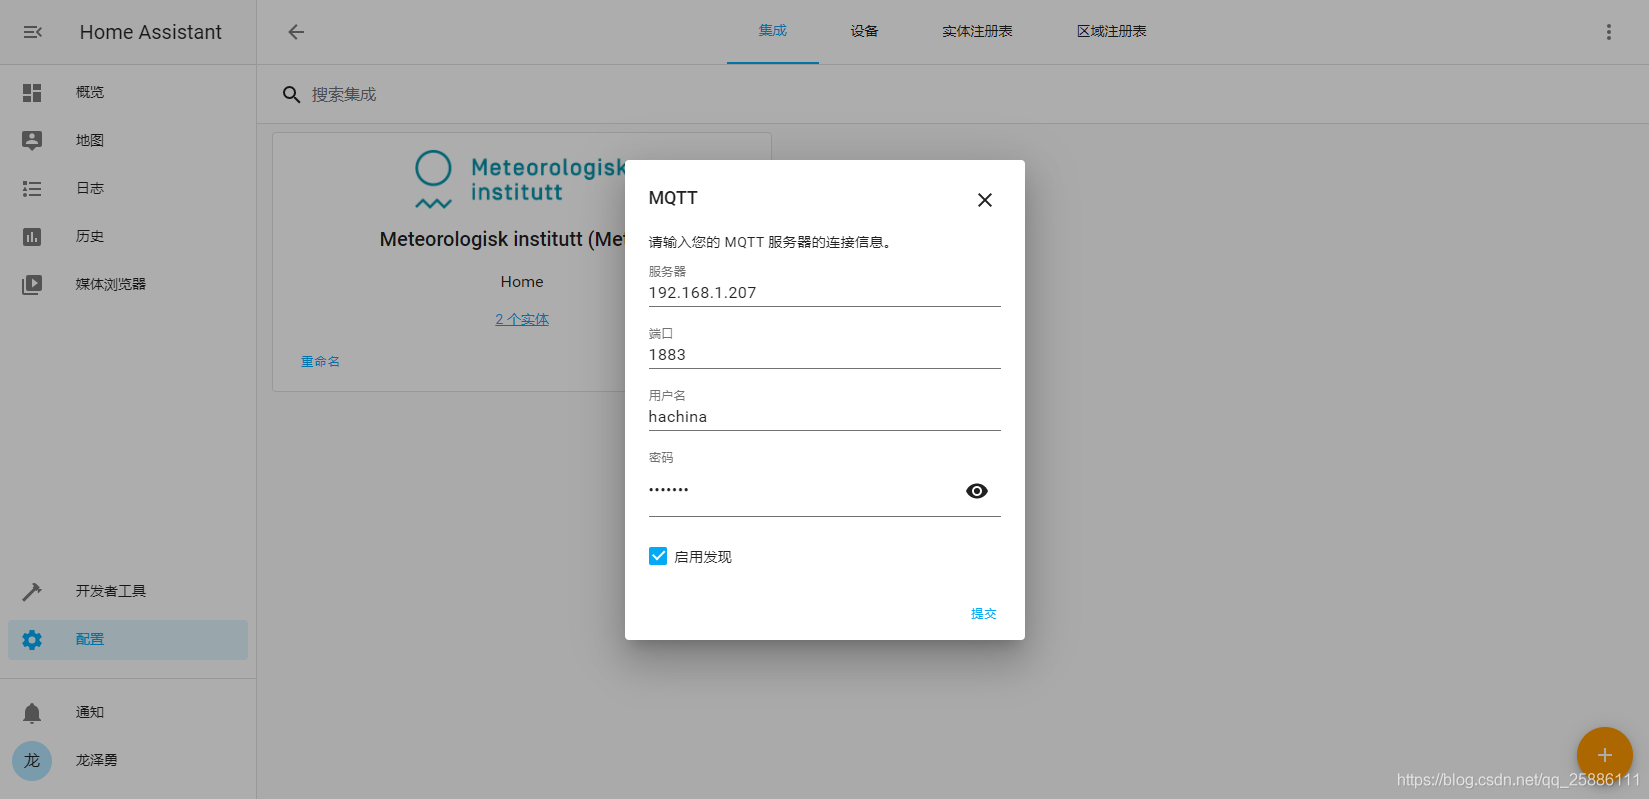 Home Assistant
集成
设备
实体注册表
区域注册表
概览
地图
日志
历史
媒体浏览器
开发者工具
配置
通知
龙
龙泽勇
搜索集成
Meteorologisk
institutt
Meteorologisk institutt (Met
Home
2 个实体
重命名
MQTT
请输入您的 MQTT 服务器的连接信息。
服务器
192.168.1.207
端口
1883
用户名
hachina
密码
•••••••
启用发现
提交
https://blog.csdn.net/qq_25886111